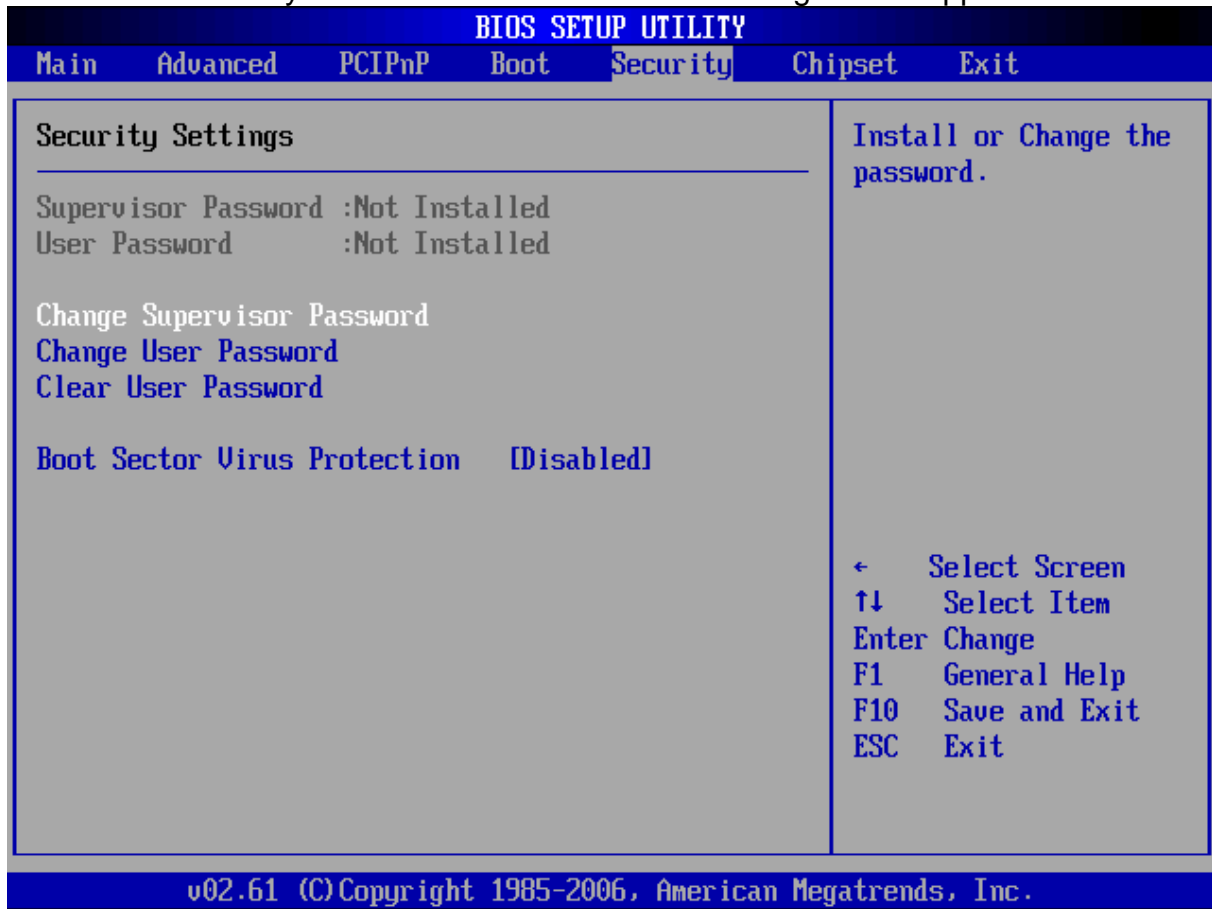 BIOS SETUP UTILITY
Main Advanced PCIPnP Boot Security Chipset Exit
Security Settings
Supervisor Password :Not Installed
User Password :Not Installed
Change Supervisor Password
Change User Password
Clear User Password
Boot Sector Virus Protection [Disabled]
Install or Change the
password.
← Select Screen
↑↓ Select Item
Enter Change
F1 General Help
F10 Save and Exit
ESC Exit
v02.61 (C)Copyright 1985-2006, American Megatrends, Inc.